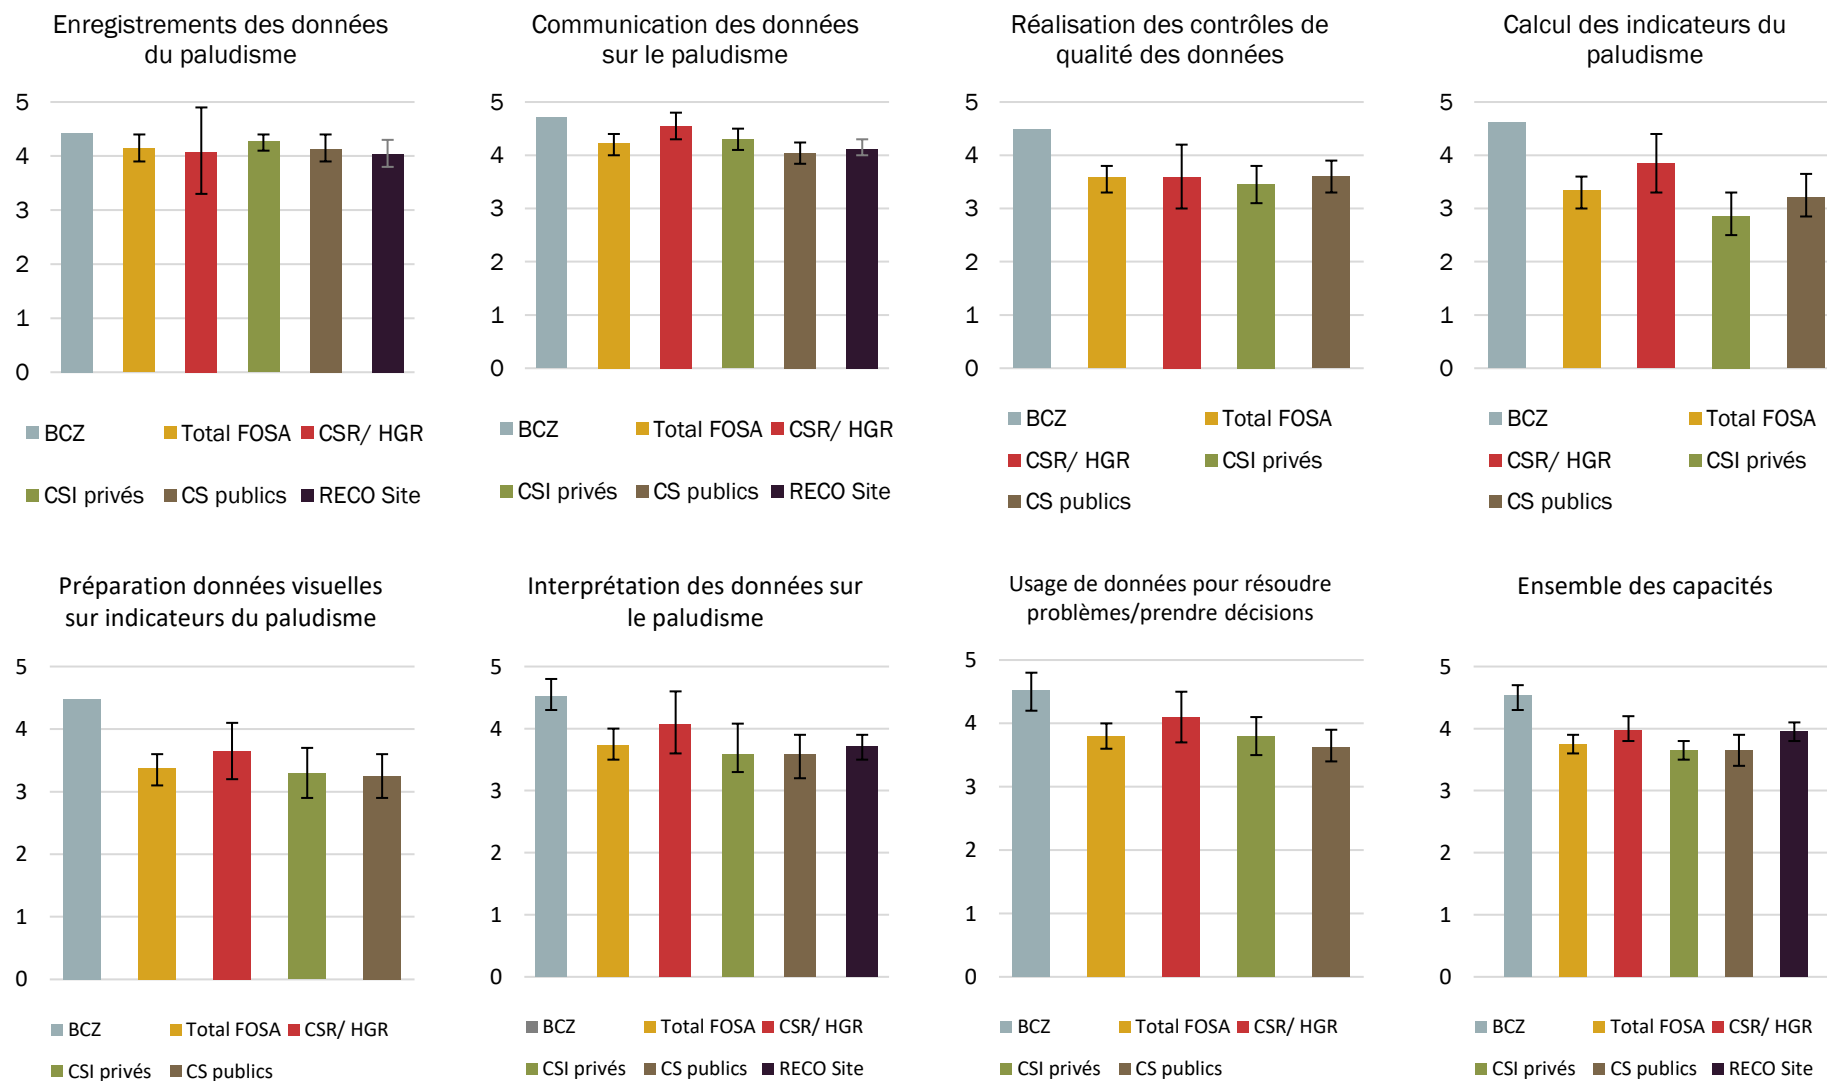 Enregistrements des données
du paludisme
5
4
3
2
1
0
BCZ Total FOSA CSR/ HGR
CSI privés CS publics RECO Site
Communication des données
sur le paludisme
5
4
3
2
1
0
BCZ Total FOSA CSR/ HGR
CSI privés CS publics RECO Site
Réalisation des contrôles de
qualité des données
5
4
3
2
1
0
BCZ Total FOSA
CSR/ HGR CSI privés
CS publics
Calcul des indicateurs du
paludisme
5
4
3
2
1
0
BCZ Total FOSA
CSR/ HGR CSI privés
CS publics
Préparation données visuelles
sur indicateurs du paludisme
5
4
3
2
1
0
BCZ Total FOSA CSR/ HGR
CSI privés CS publics
Interprétation des données sur
le paludisme
5
4
3
2
1
0
BCZ Total FOSA CSR/ HGR
CSI privés CS publics RECO Site
Usage de données pour résoudre
problèmes/prendre décisions
5
4
3
2
1
0
BCZ Total FOSA CSR/ HGR
CSI privés CS publics
Ensemble des capacités
5
4
3
2
1
0
BCZ Total FOSA CSR/ HGR
CSI privés CS publics RECO Site